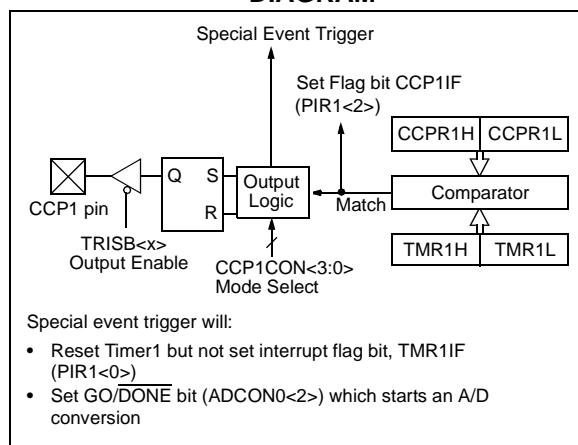 DIAGRAM
Special Event Trigger
Set Flag bit CCP1IF
(PIR1<2>)
CCPR1H CCPR1L
Q S
R
Output
Logic
Match
Comparator
CCP1 pin
TRISB<x>
Output Enable
CCP1CON<3:0>
Mode Select
TMR1H TMR1L
Special event trigger will:
• Reset Timer1 but not set interrupt flag bit, TMR1IF
(PIR1<0>)
• Set GO/DONE bit (ADCON0<2>) which starts an A/D
conversion